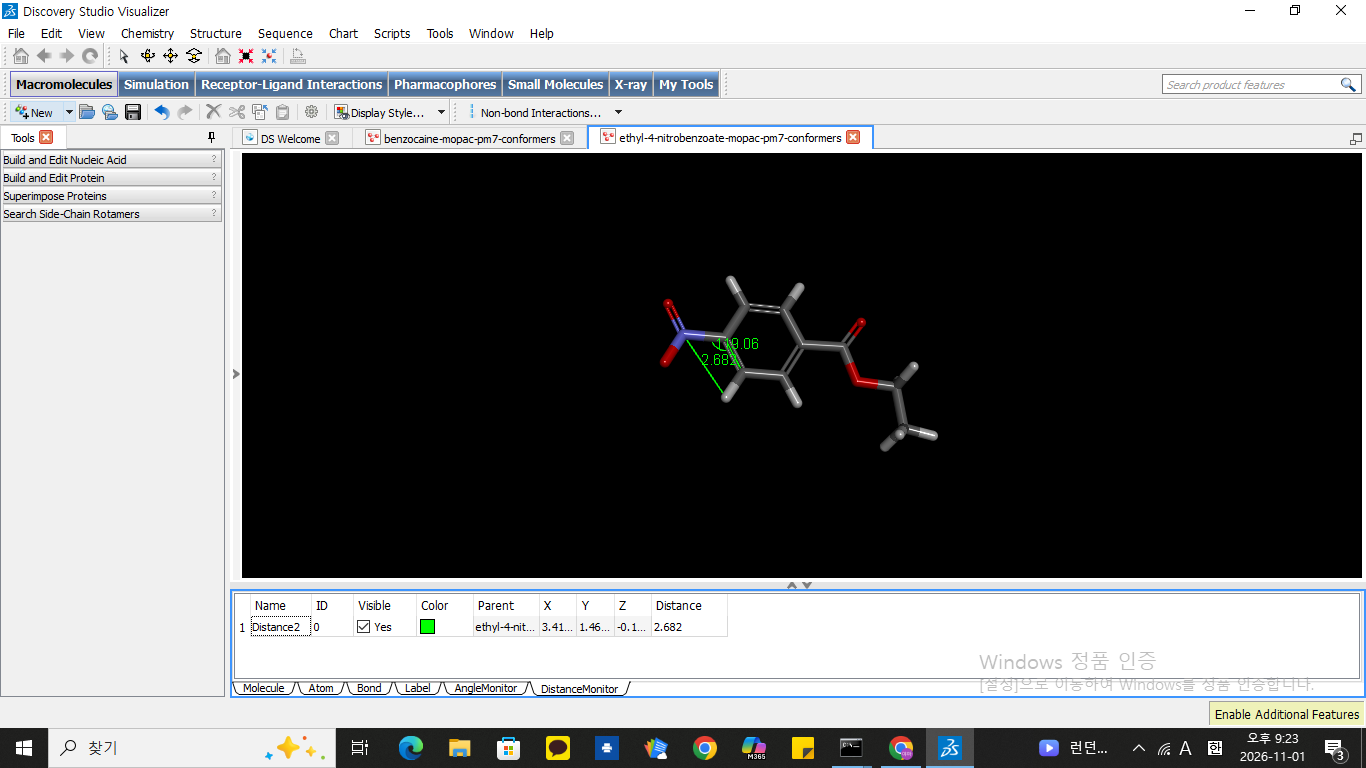 Discovery Studio Visualizer
File Edit View Chemistry Structure Sequence Chart Scripts Tools Window Help
Macromolecules Simulation Receptor-Ligand Interactions Pharmacophores Small Molecules X-ray My Tools Search product features
New Display Style... Non-bond Interactions...
Tools DS Welcome benzocaine-mopac-pm7-conformers ethyl-4-nitrobenzoate-mopac-pm7-conformers
Build and Edit Nucleic Acid ?
Build and Edit Protein ?
Superimpose Proteins ?
Search Side-Chain Rotamers ?
119.06
2.682
Name ID Visible Color Parent X Y Z Distance
1 Distance2 0 Yes ethyl-4-nit... 3.41... 1.46... -0.1... 2.682
Windows 정품 인증
[설정]으로 이동하여 Windows를 정품 인증합니다.
Molecule Atom Bond Label AngleMonitor DistanceMonitor
Enable Additional Features
찾기 M365 런던... A 한 오후 9:23
2026-11-01 3